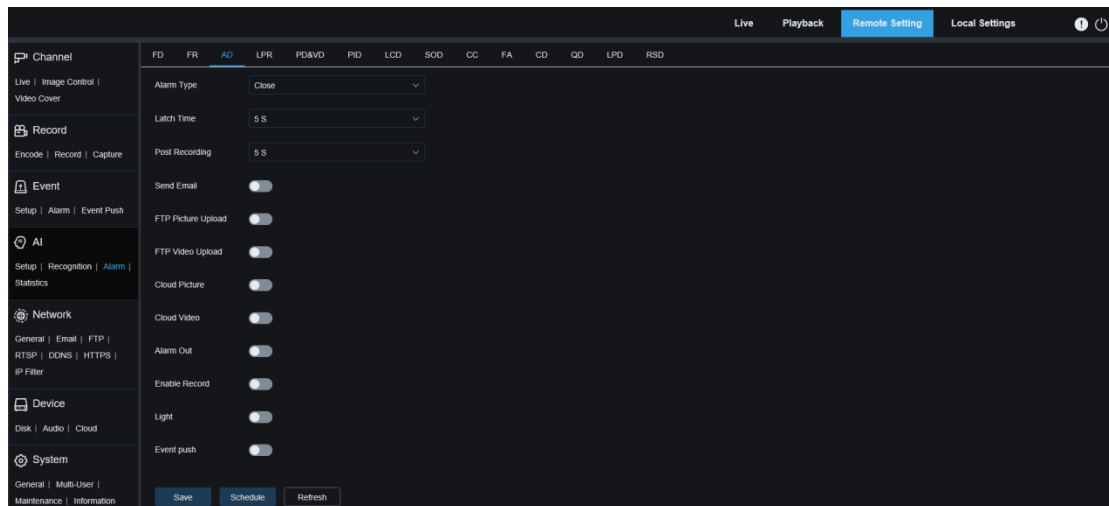 Live Playback Remote Setting Local Settings
Channel
Live | Image Control |
Video Cover
Record
Encode | Record | Capture
Event
Setup | Alarm | Event Push
AI
Setup | Recognition | Alarm |
Statistics
Network
General | Email | FTP |
RTSP | DDNS | HTTPS |
IP Filter
Device
Disk | Audio | Cloud
System
General | Multi-User |
Maintenance | Information
FD FR AD LPR PD&VD PID LCD SOD CC FA CD QD LPD RSD
Alarm Type Close
Latch Time 5 S
Post Recording 5 S
Send Email
FTP Picture Upload
FTP Video Upload
Cloud Picture
Cloud Video
Alarm Out
Enable Record
Light
Event push
Save Schedule Refresh